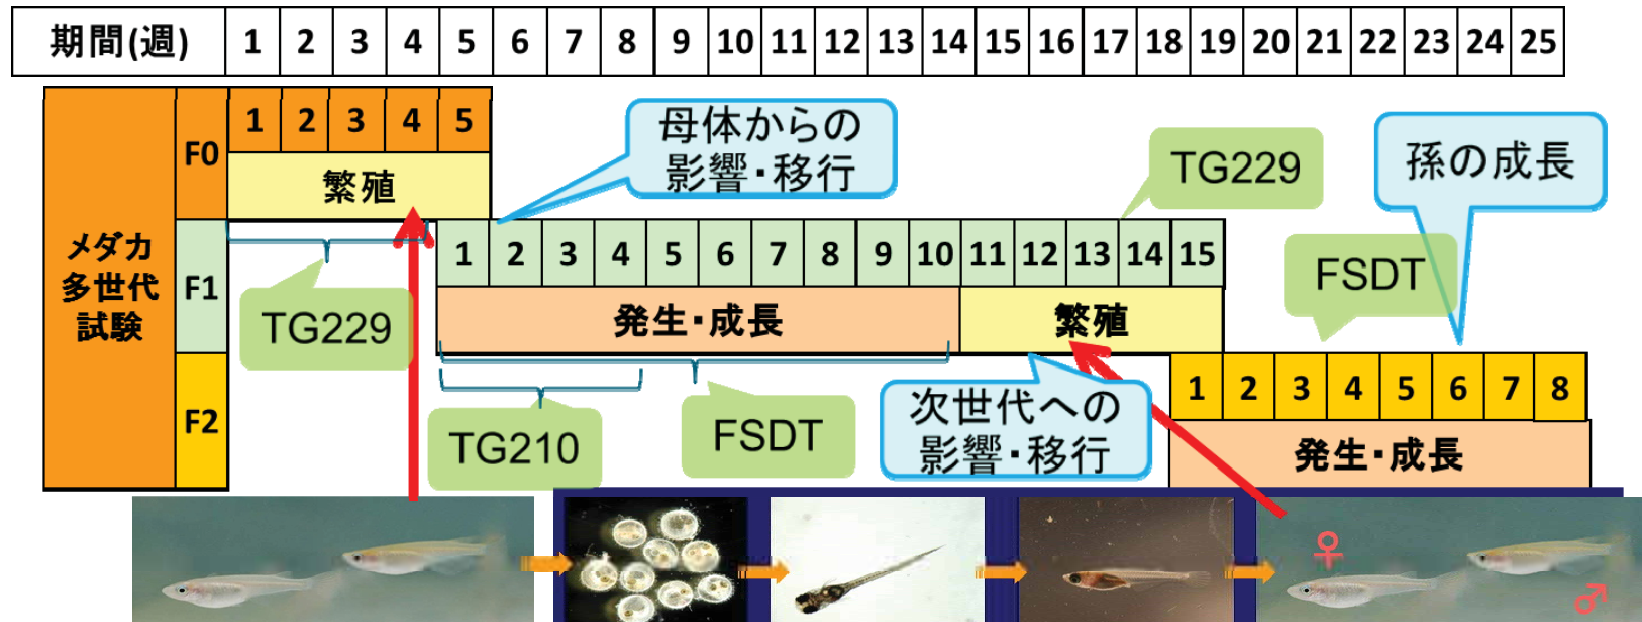 期間(週) 1 2 3 4 5 6 7 8 9 10 11 12 13 14 15 16 17 18 19 20 21 22 23 24 25
メダカ
多世代
試験
F0
1 2 3 4 5
繁殖
母体からの
影響・移行
TG229
孫の成長
F1
1 2 3 4 5 6 7 8 9 10 11 12 13 14 15
発生・成長
繁殖
TG229
FSDT
TG210
FSDT
次世代への
影響・移行
F2
1 2 3 4 5 6 7 8
発生・成長
♀
♂